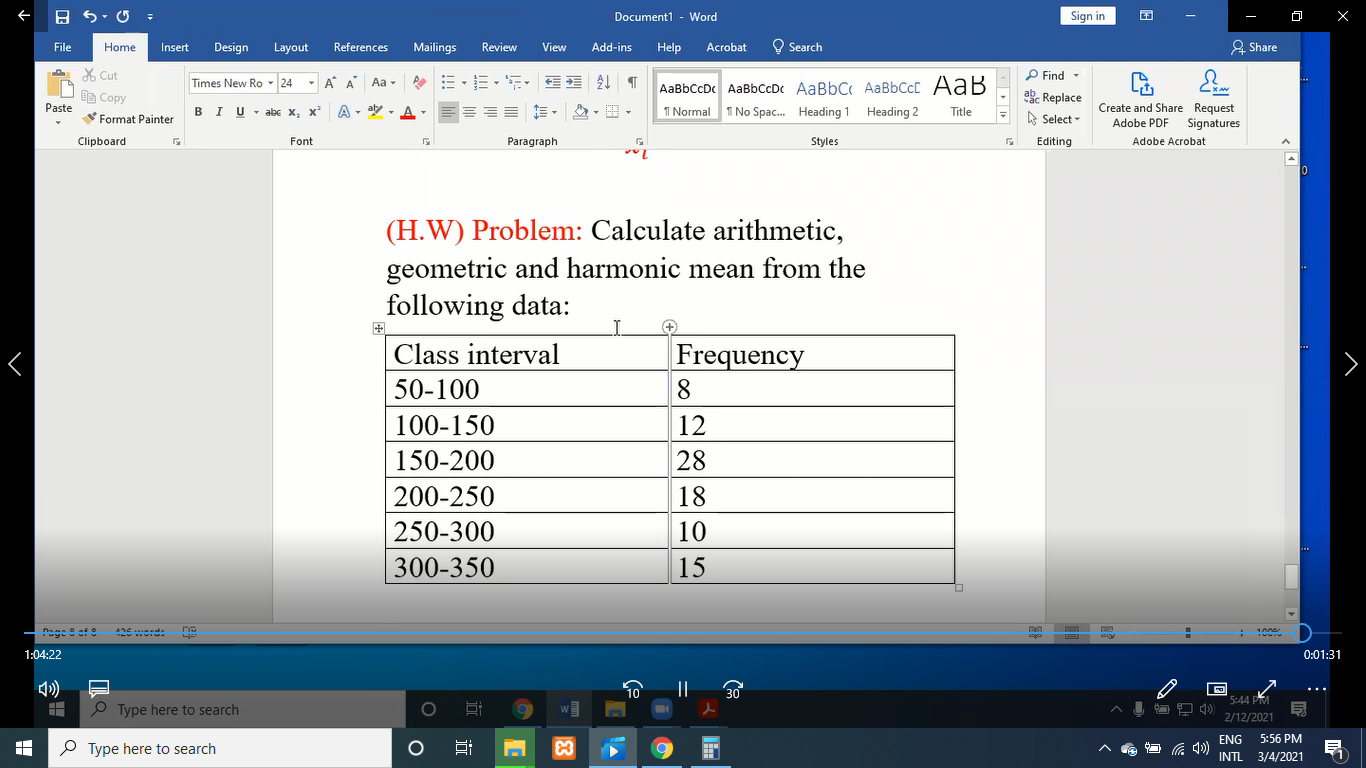 Document1 - Word
Sign in
File Home Insert Design Layout References Mailings Review View Add-ins Help Acrobat Search Share
Paste
Cut
Copy
Format Painter
Clipboard
Times New Ro 24
Font
Paragraph
AaBbCcDc AaBbCcDc AaBbCc AaBbCcD AaB
¶ Normal ¶ No Spac... Heading 1 Heading 2 Title
Styles
Find
Replace
Select
Editing
Create and Share Adobe PDF
Request Signatures
Adobe Acrobat
(H.W) Problem: Calculate arithmetic,
geometric and harmonic mean from the
following data:
Class interval Frequency
50-100 8
100-150 12
150-200 28
200-250 18
250-300 10
300-350 15
Page 8 of 8 426 words
100%
1:04:22
0:01:31
10
30
Type here to search
5:44 PM
2/12/2021
Type here to search
ENG
INTL
5:56 PM
3/4/2021
1